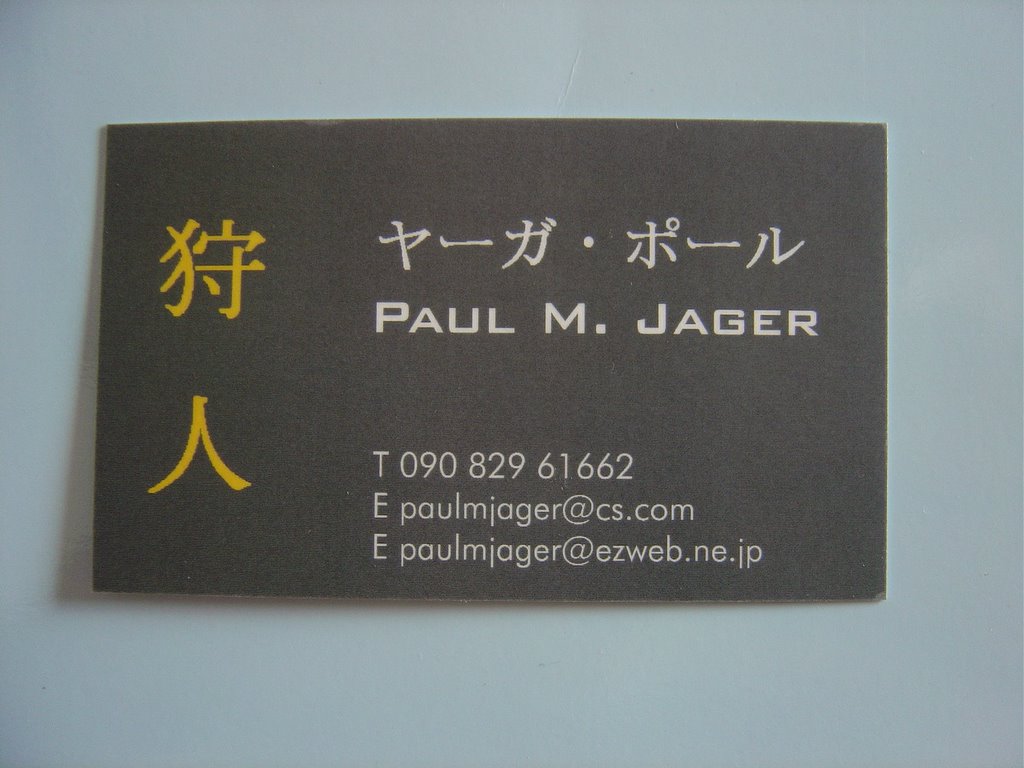 狩人
ヤーガ・ポール
PAUL M. JAGER
T 090 829 61662
E paulmjager@cs.com
E paulmjager@ezweb.ne.jp